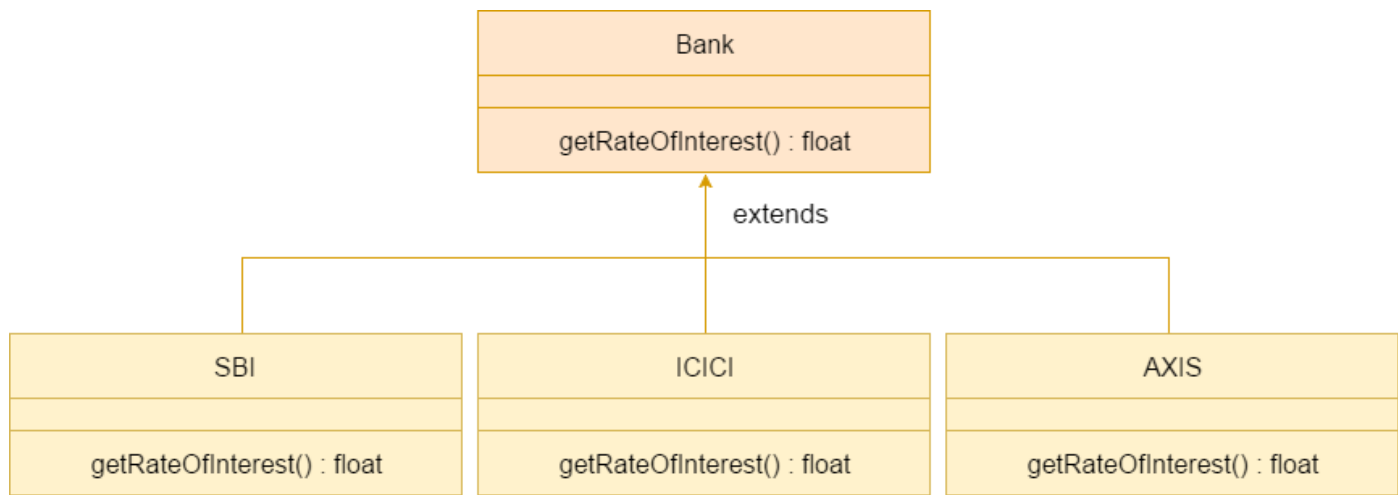 Bank
getRateOfInterest() : float
extends
SBI
ICICI
AXIS
getRateOfInterest() : float
getRateOfInterest() : float
getRateOfInterest() : float